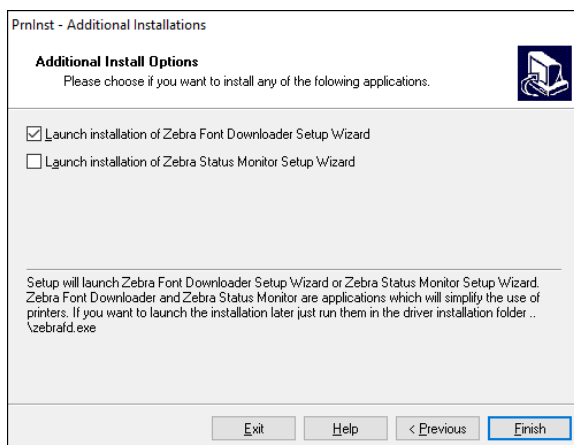 PrnInst - Additional Installations
Additional Install Options
Please choose if you want to install any of the folowing applications.
Launch installation of Zebra Font Downloader Setup Wizard
Launch installation of Zebra Status Monitor Setup Wizard
Setup will launch Zebra Font Downloader Setup Wizard or Zebra Status Monitor Setup Wizard.
Zebra Font Downloader and Zebra Status Monitor are applications which will simplify the use of
printers. If you want to launch the installation later just run them in the driver installation folder ..
\zebrafd.exe
Exit Help < Previous Finish